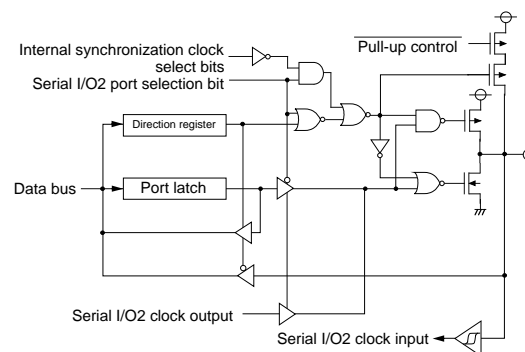 Internal synchronization clock
select bits
Serial I/O2 port selection bit
Pull-up control
Direction register
Data bus
Port latch
Serial I/O2 clock output
Serial I/O2 clock input